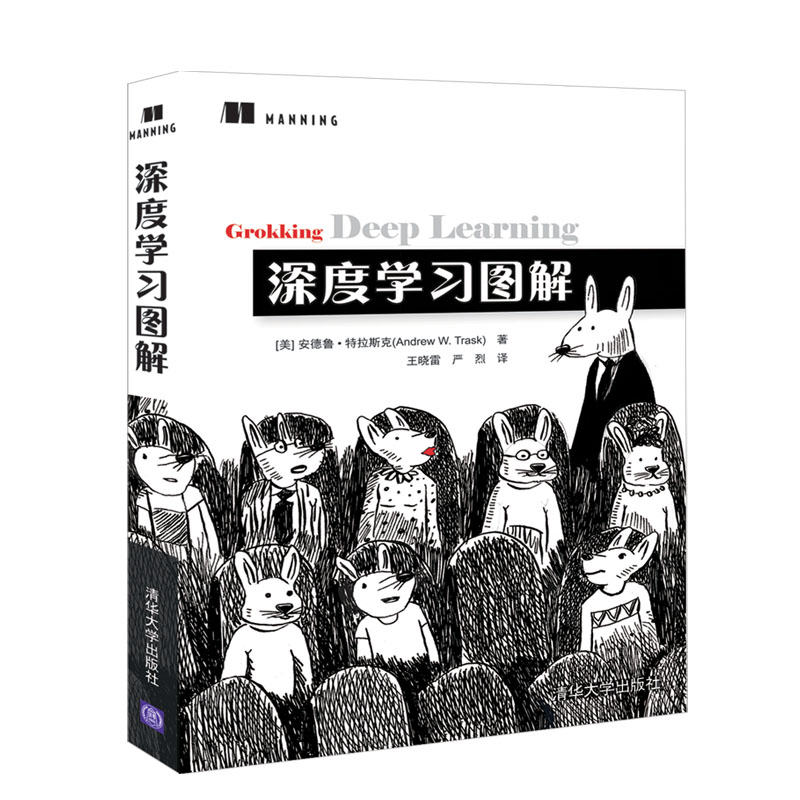 MANNING
深度学习图解
清华大学出版社
MANNING
Grokking Deep Learning
深度学习图解
[美] 安德鲁·特拉斯克(Andrew W. Trask) 著
王晓雷 严 烈 译
清华大学出版社